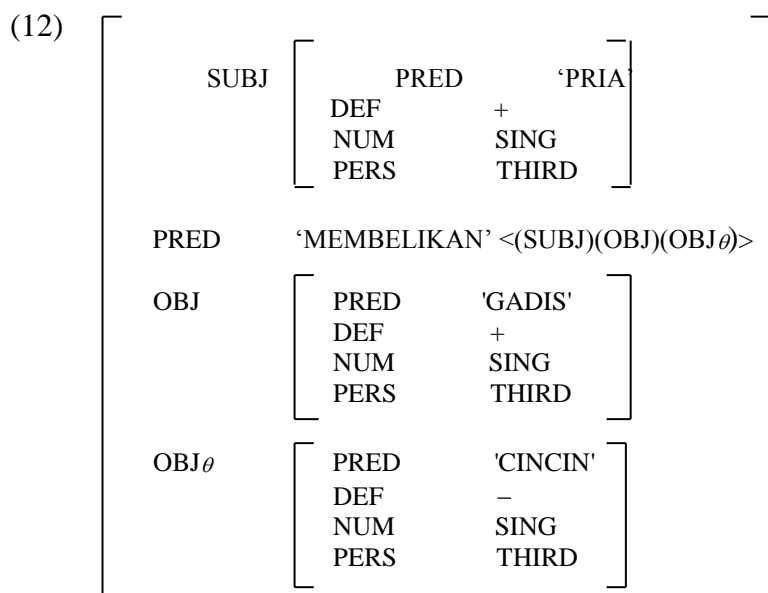 (12)
SUBJ PRED ‘PRIA’
DEF +
NUM SING
PERS THIRD
PRED ‘MEMBELIKAN’ <(SUBJ)(OBJ)(OBJθ)>
OBJ PRED 'GADIS'
DEF +
NUM SING
PERS THIRD
OBJθ PRED 'CINCIN'
DEF −
NUM SING
PERS THIRD